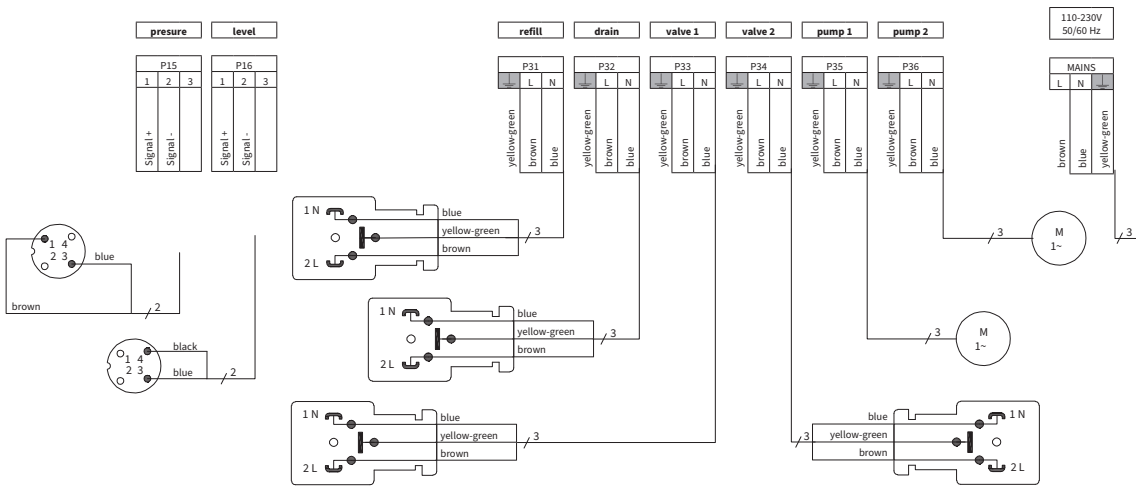 110-230V
50/60 Hz
presure level refill drain valve 1 valve 2 pump 1 pump 2
P15 P16 P31 P32 P33 P34 P35 P36 MAINS
1 2 3 1 2 3 L N L N L N L N L N L N L N
Signal + Signal - Signal + Signal - yellow-green brown blue yellow-green brown blue yellow-green brown blue yellow-green brown blue yellow-green brown blue yellow-green brown blue brown blue yellow-green
1 N
blue
yellow-green
brown
2 L
3
M
1~
3
3
1 4
2 3
blue
brown
2
1 N
blue
yellow-green
brown
2 L
3
M
1~
3
black
1 4
2 3
blue
2
1 N
blue
yellow-green
brown
2 L
3
3
blue
yellow-green
brown
1 N
2 L